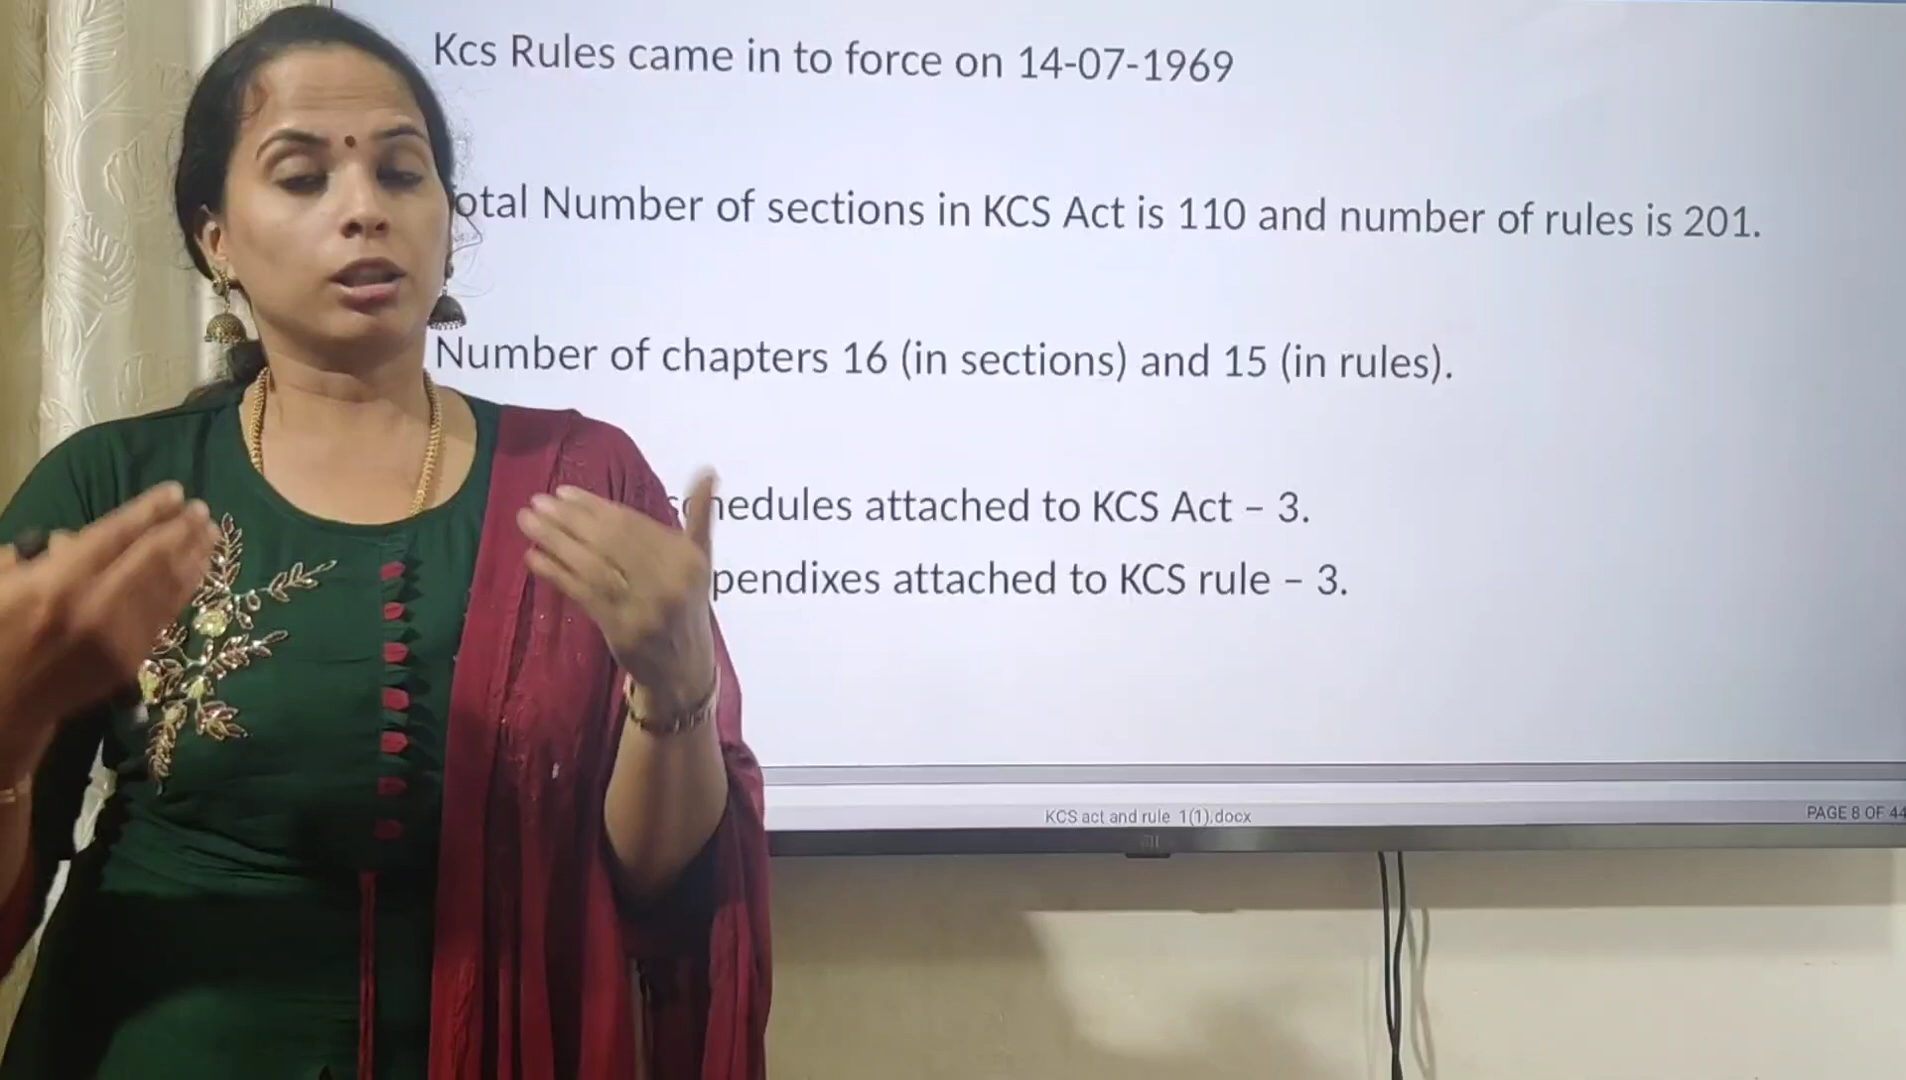 Kcs Rules came in to force on 14-07-1969
otal Number of sections in KCS Act is 110 and number of rules is 201.
Number of chapters 16 (in sections) and 15 (in rules).
schedules attached to KCS Act – 3.
pendixes attached to KCS rule – 3.
KCS act and rule 1(1).docx
PAGE 8 OF 44